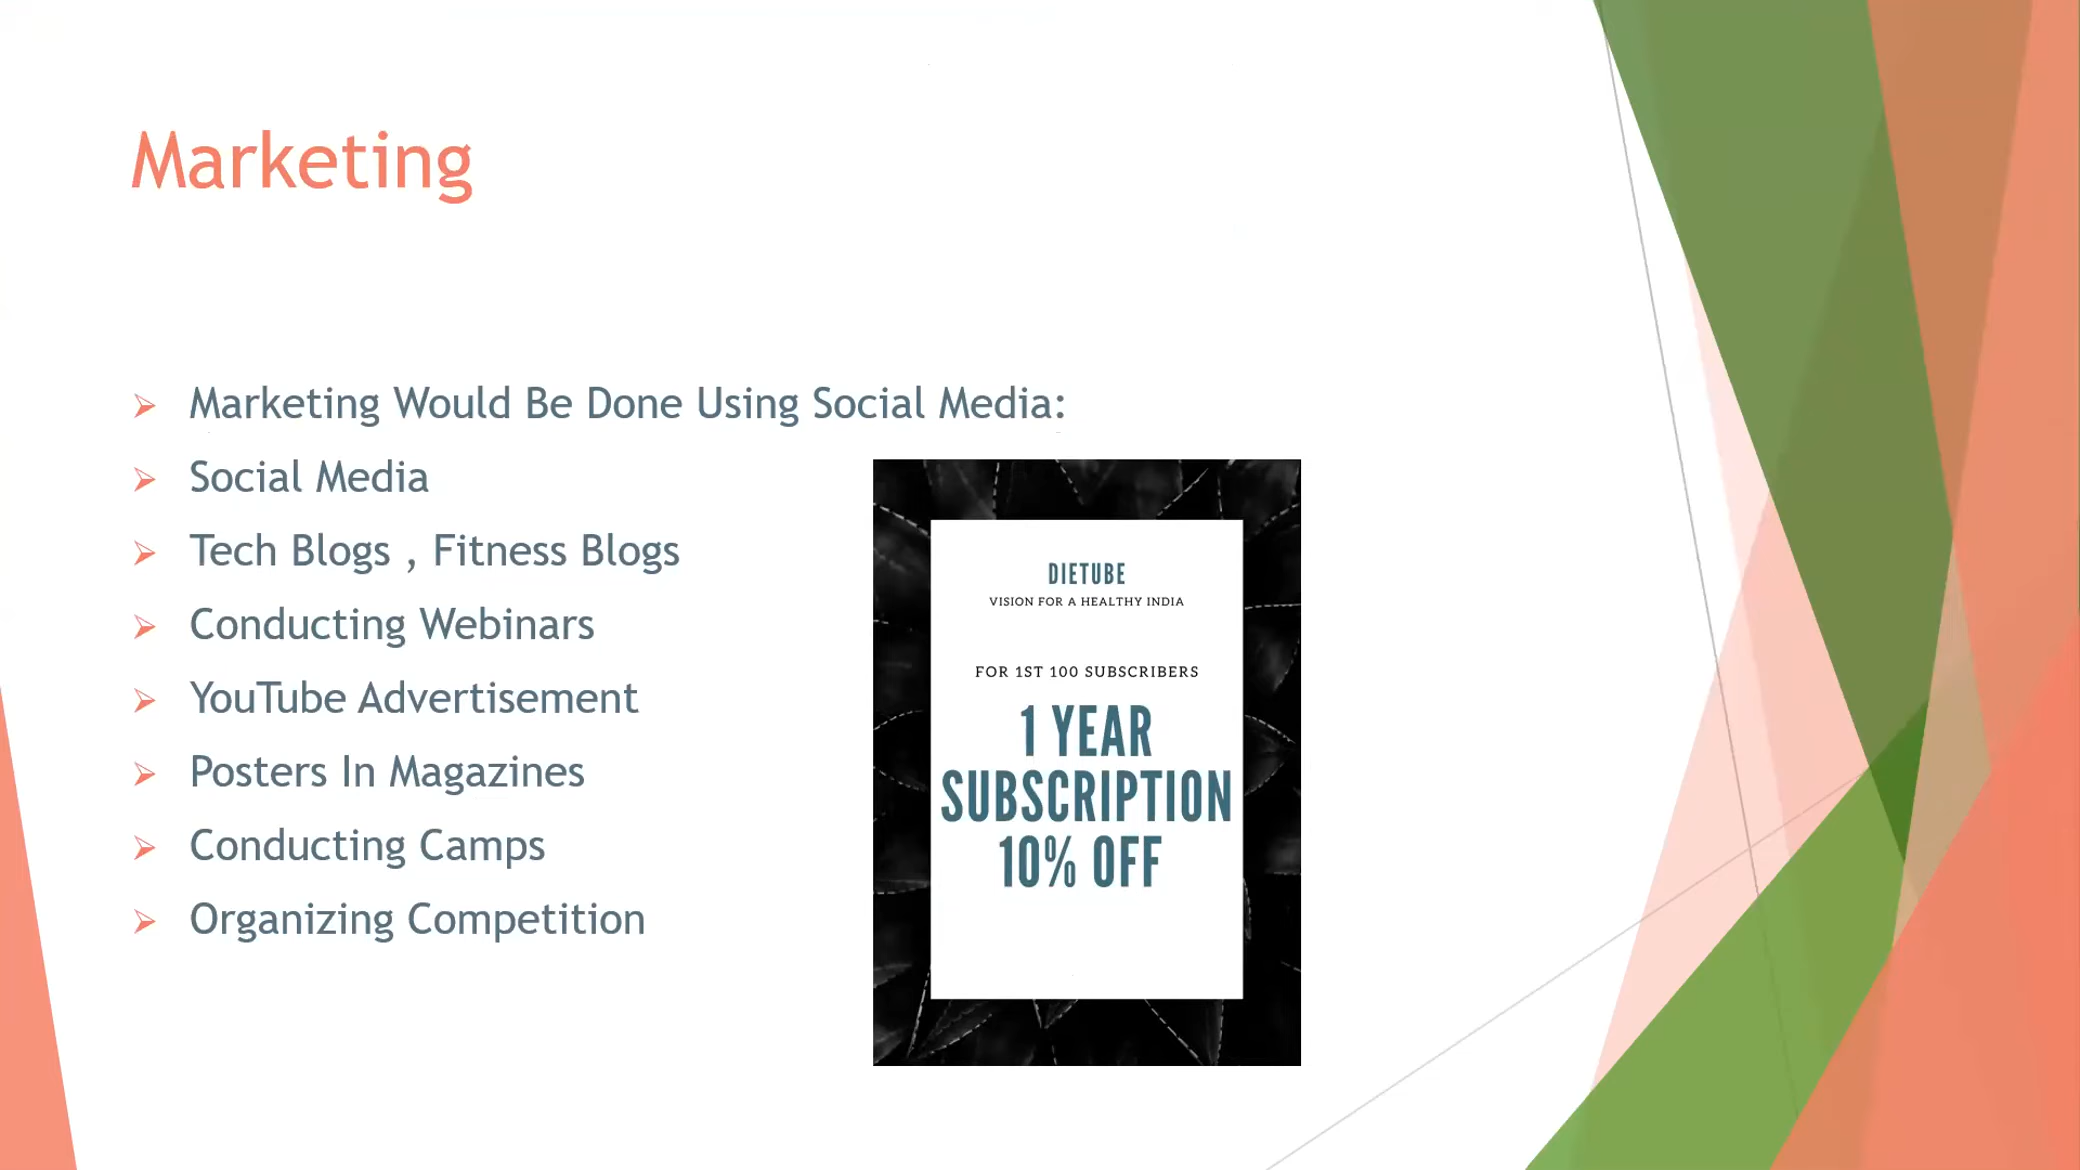 Marketing
Marketing Would Be Done Using Social Media:
Social Media
Tech Blogs , Fitness Blogs
Conducting Webinars
YouTube Advertisement
Posters In Magazines
Conducting Camps
Organizing Competition
DIETUBE
VISION FOR A HEALTHY INDIA
FOR 1ST 100 SUBSCRIBERS
1 YEAR
SUBSCRIPTION
10% OFF